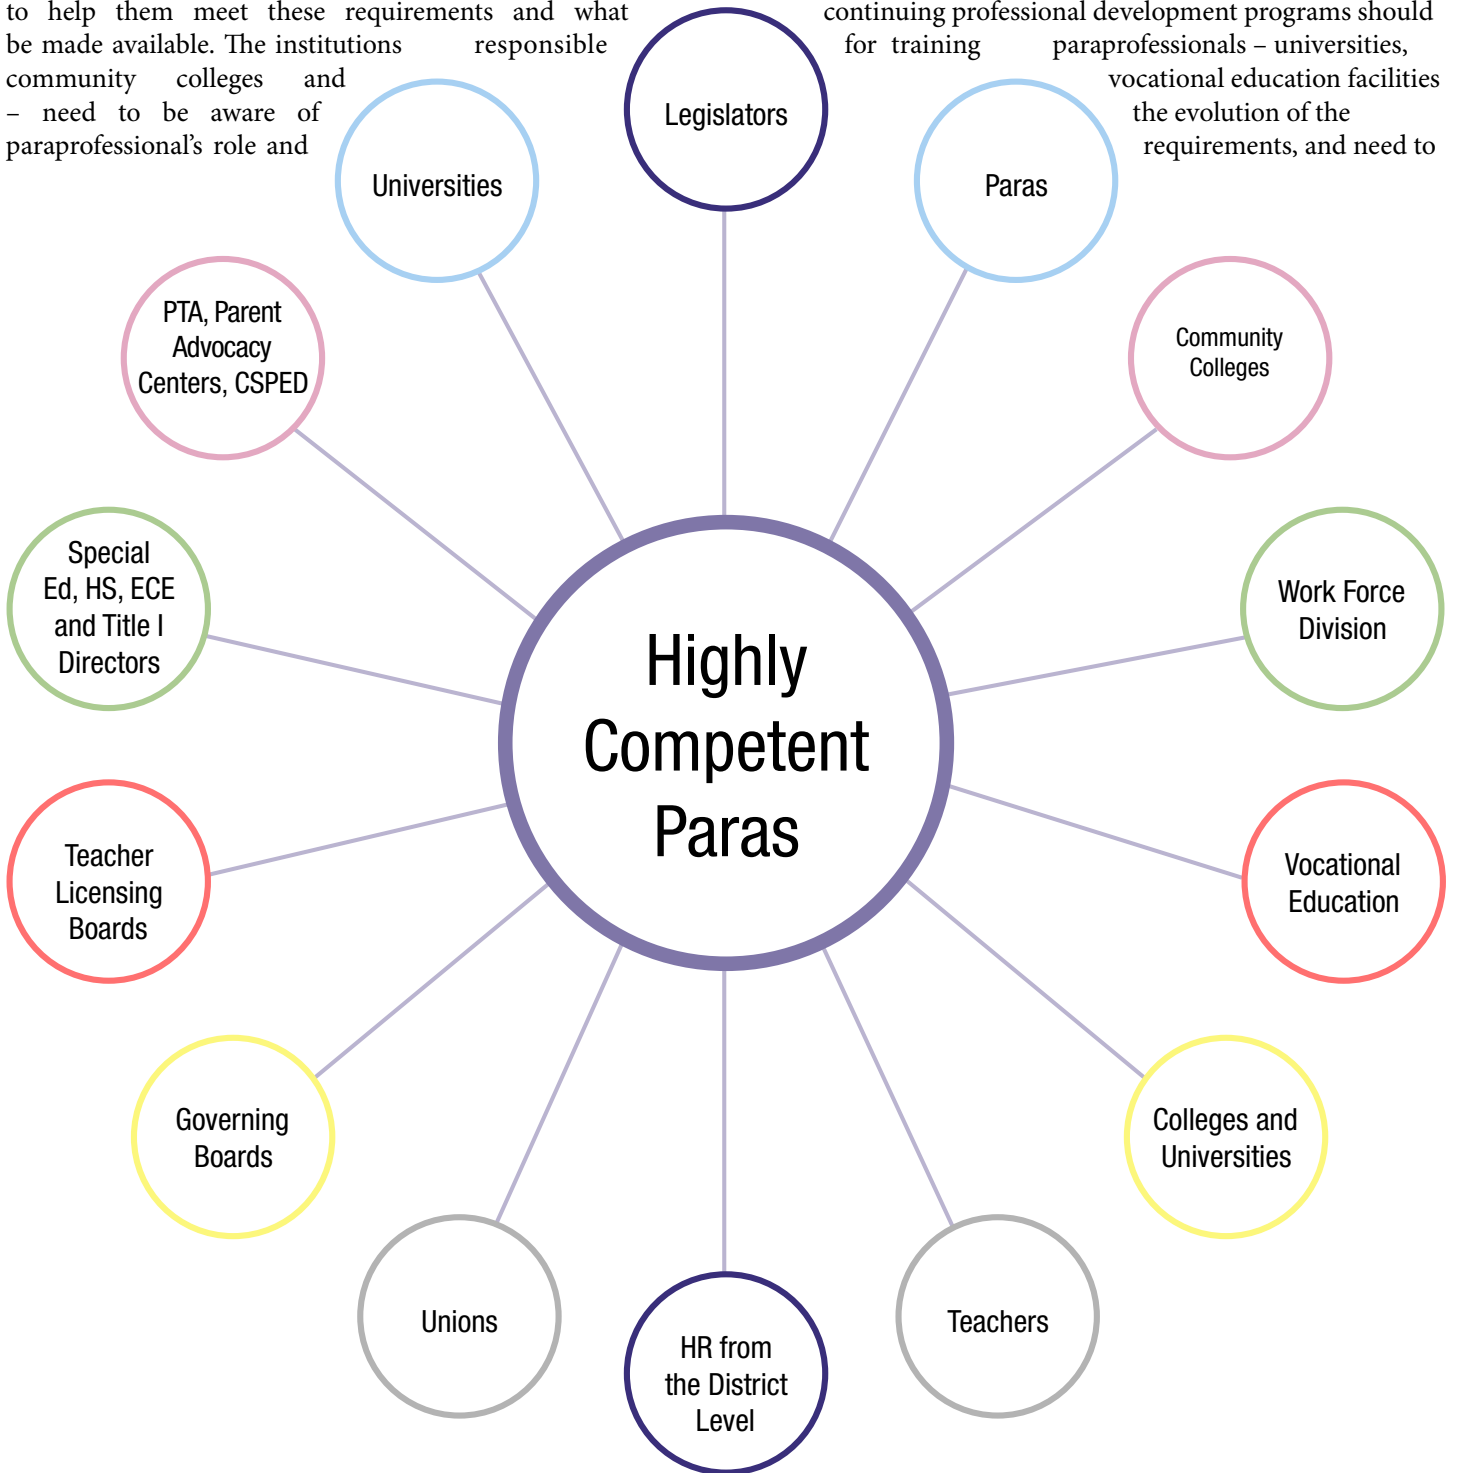 to help them meet these requirements and what continuing professional development programs should
be made available. The institutions responsible for training paraprofessionals – universities,
community colleges and vocational education facilities
– need to be aware of the evolution of the
paraprofessional's role and requirements, and need to
Legislators
Universities
Paras
PTA, Parent
Advocacy
Centers, CSPED
Community
Colleges
Special
Ed, HS, ECE
and Title I
Directors
Work Force
Division
Highly
Competent
Paras
Teacher
Licensing
Boards
Vocational
Education
Governing
Boards
Colleges and
Universities
Unions
Teachers
HR from
the District
Level